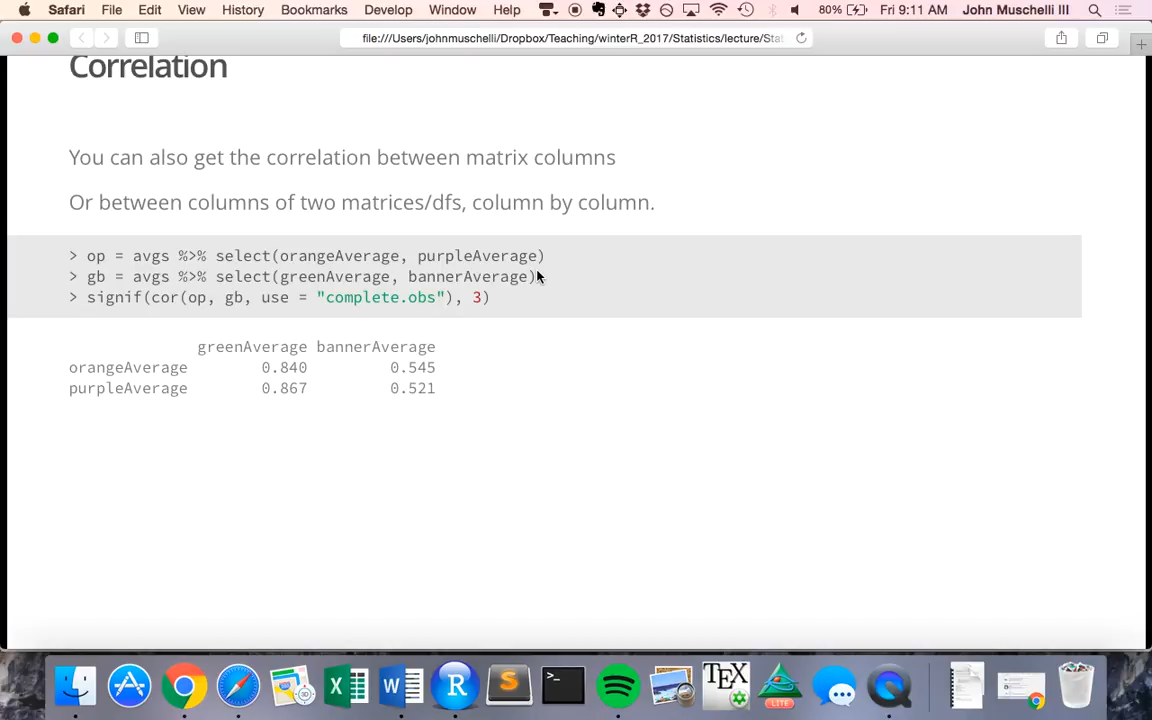 Safari File Edit View History Bookmarks Develop Window Help 80% Fri 9:11 AM John Muschelli III
file:///Users/johnmuschelli/Dropbox/Teaching/winterR_2017/Statistics/lecture/Stat
Correlation
You can also get the correlation between matrix columns
Or between columns of two matrices/dfs, column by column.
> op = avgs %>% select(orangeAverage, purpleAverage)
> gb = avgs %>% select(greenAverage, bannerAverage)
> signif(cor(op, gb, use = "complete.obs"), 3)
greenAverage bannerAverage
orangeAverage 0.840 0.545
purpleAverage 0.867 0.521
X W R S >_ TEX LITE